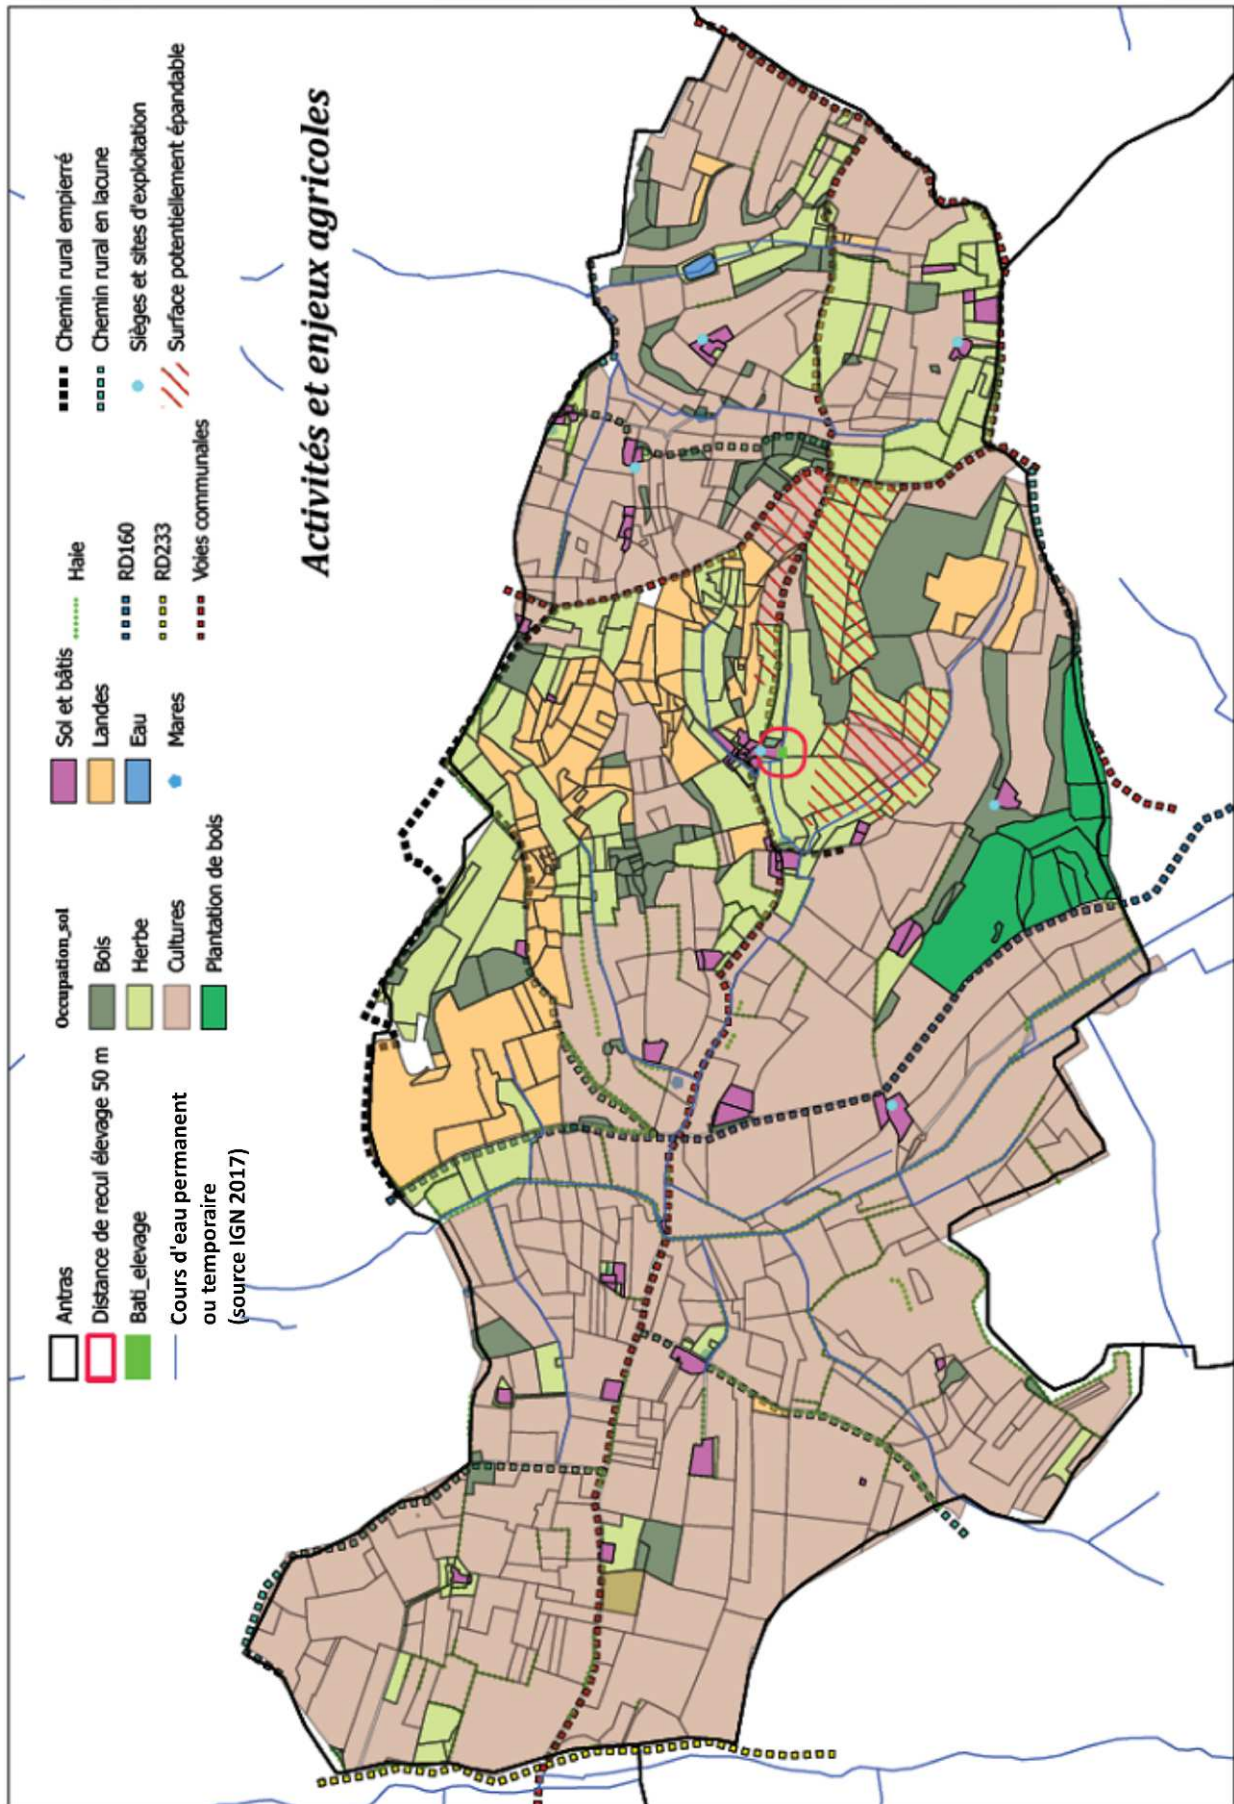 Activités et enjeux agricoles
Antras
Distance de recul élevage 50 m
Bati_elevage
Cours d'eau permanent
ou temporaire
(source IGN 2017)
Occupation_sol
Bois
Herbe
Cultures
Plantation de bois
Sol et bâtis
Landes
Eau
Mares
Haie
RD160
RD233
Voies communales
Chemin rural empierré
Chemin rural en lacune
Sièges et sites d'exploitation
Surface potentiellement épandable